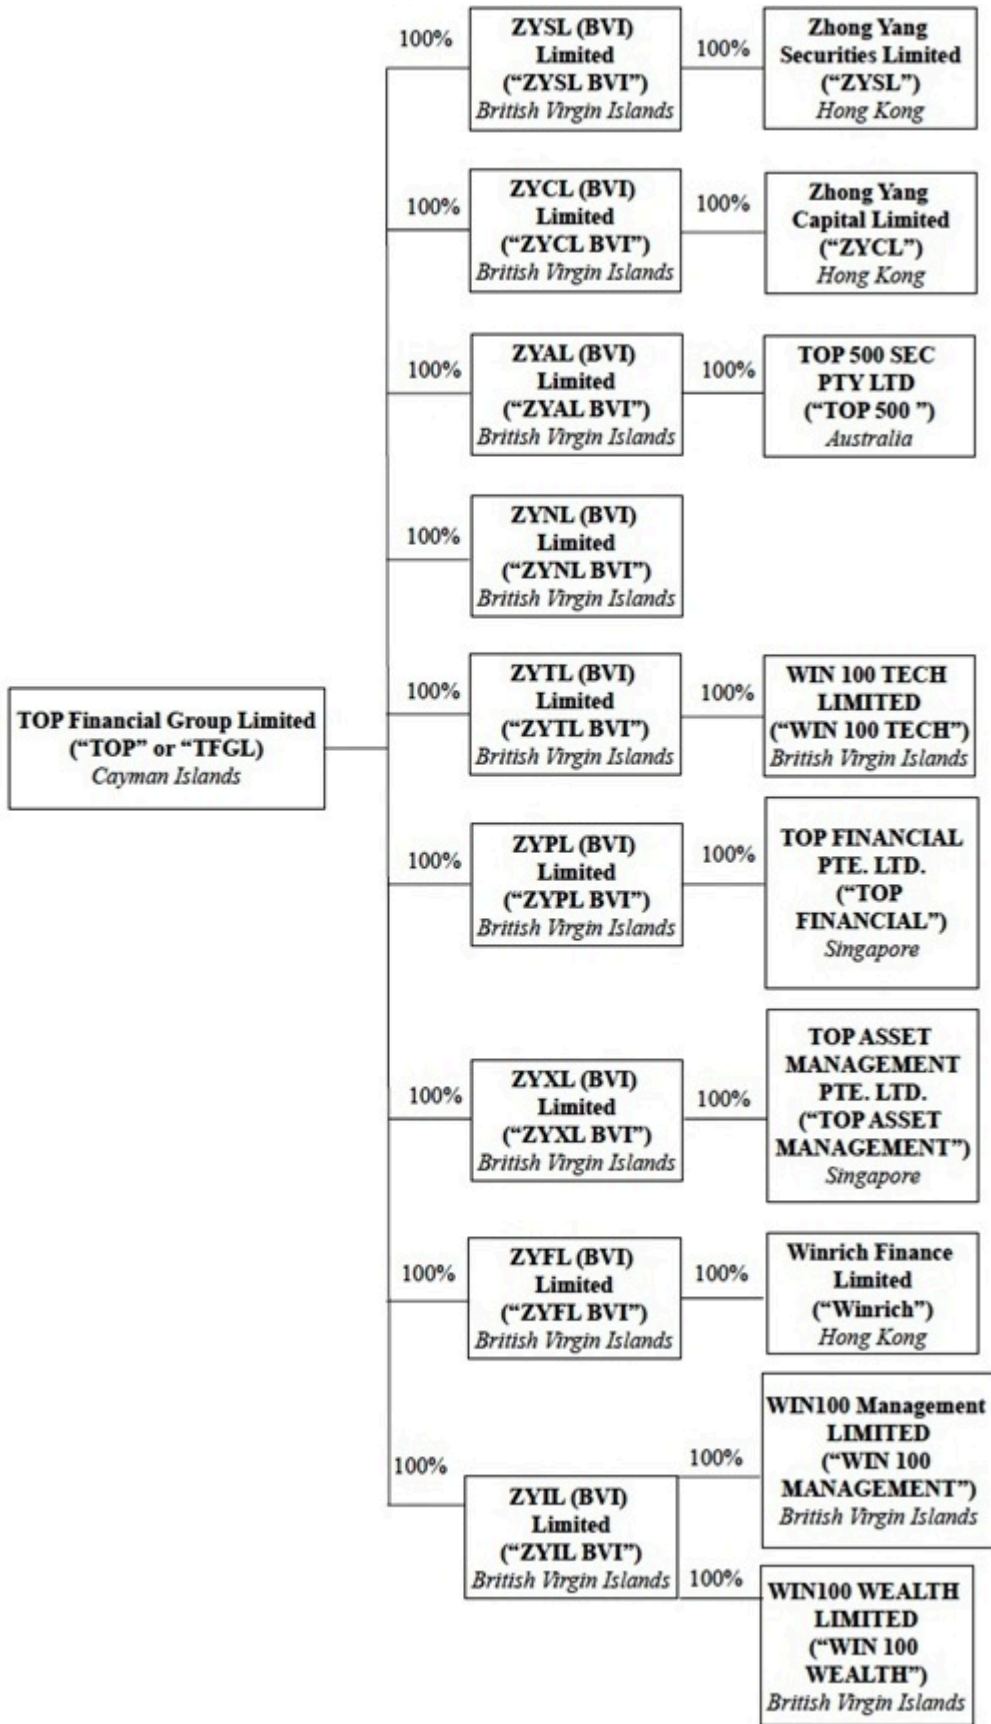 100%
ZYSL (BVI)
Limited
(“ZYSL BVI”)
British Virgin Islands
100%
Zhong Yang
Securities Limited
(“ZYSL”)
Hong Kong
100%
ZYCL (BVI)
Limited
(“ZYCL BVI”)
British Virgin Islands
100%
Zhong Yang
Capital Limited
(“ZYCL”)
Hong Kong
100%
ZYAL (BVI)
Limited
(“ZYAL BVI”)
British Virgin Islands
100%
TOP 500 SEC
PTY LTD
(“TOP 500 ”)
Australia
100%
ZYNL (BVI)
Limited
(“ZYNL BVI”)
British Virgin Islands
TOP Financial Group Limited
(“TOP” or “TFGL)
Cayman Islands
100%
ZYTL (BVI)
Limited
(“ZYTL BVI”)
British Virgin Islands
100%
WIN 100 TECH
LIMITED
(“WIN 100 TECH”)
British Virgin Islands
100%
ZYPL (BVI)
Limited
(“ZYPL BVI”)
British Virgin Islands
100%
TOP FINANCIAL
PTE. LTD.
(“TOP
FINANCIAL”)
Singapore
100%
ZYXL (BVI)
Limited
(“ZYXL BVI”)
British Virgin Islands
100%
TOP ASSET
MANAGEMENT
PTE. LTD.
(“TOP ASSET
MANAGEMENT”)
Singapore
100%
ZYFL (BVI)
Limited
(“ZYFL BVI”)
British Virgin Islands
100%
Winrich Finance
Limited
(“Winrich”)
Hong Kong
100%
ZYIL (BVI)
Limited
(“ZYIL BVI”)
British Virgin Islands
100%
WIN100 Management
LIMITED
(“WIN 100
MANAGEMENT”)
British Virgin Islands
100%
WIN100 WEALTH
LIMITED
(“WIN 100
WEALTH”)
British Virgin Islands